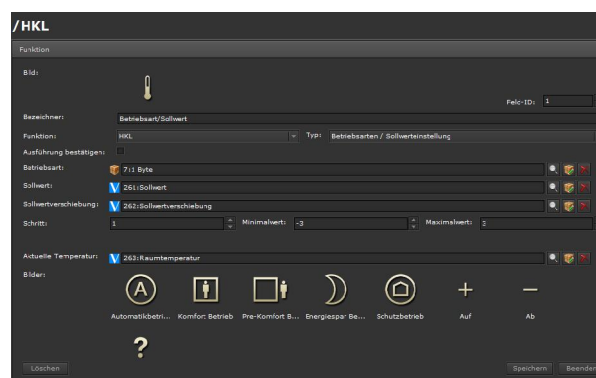 /HKL
Funktion
Bild:
Feld-ID: 1
Bezeichner: Betriebsart/Sollwert
Funktion: HKL Typ: Betriebsarten / Sollwerteinstellung
Ausführung bestätigen:
Betriebsart: 7:1 Byte
Sollwert: V 261:Sollwert
Sollwertverschiebung: V 262:Sollwertverschiebung
Schritt: 1 Minimalwert: -3 Maximalwert: 3
Aktuelle Temperatur: V 263:Raumtemperatur
Bilder:
A
Automatikbetri... Komfort Betrieb Pre-Komfort B... Energiespar Be... Schutzbetrieb Auf Ab
?
Löschen Speichern Beenden